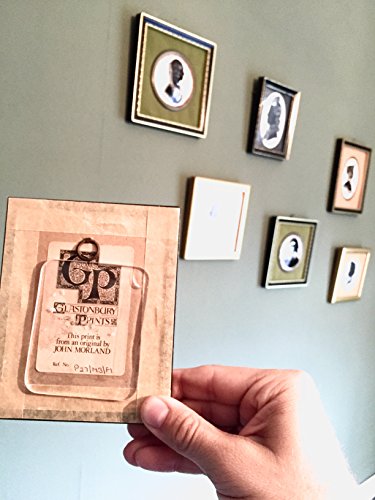 GP
GLASTONBURY
PRINTS
This print is
from an original by
JOHN MORLAND
Ref. No.